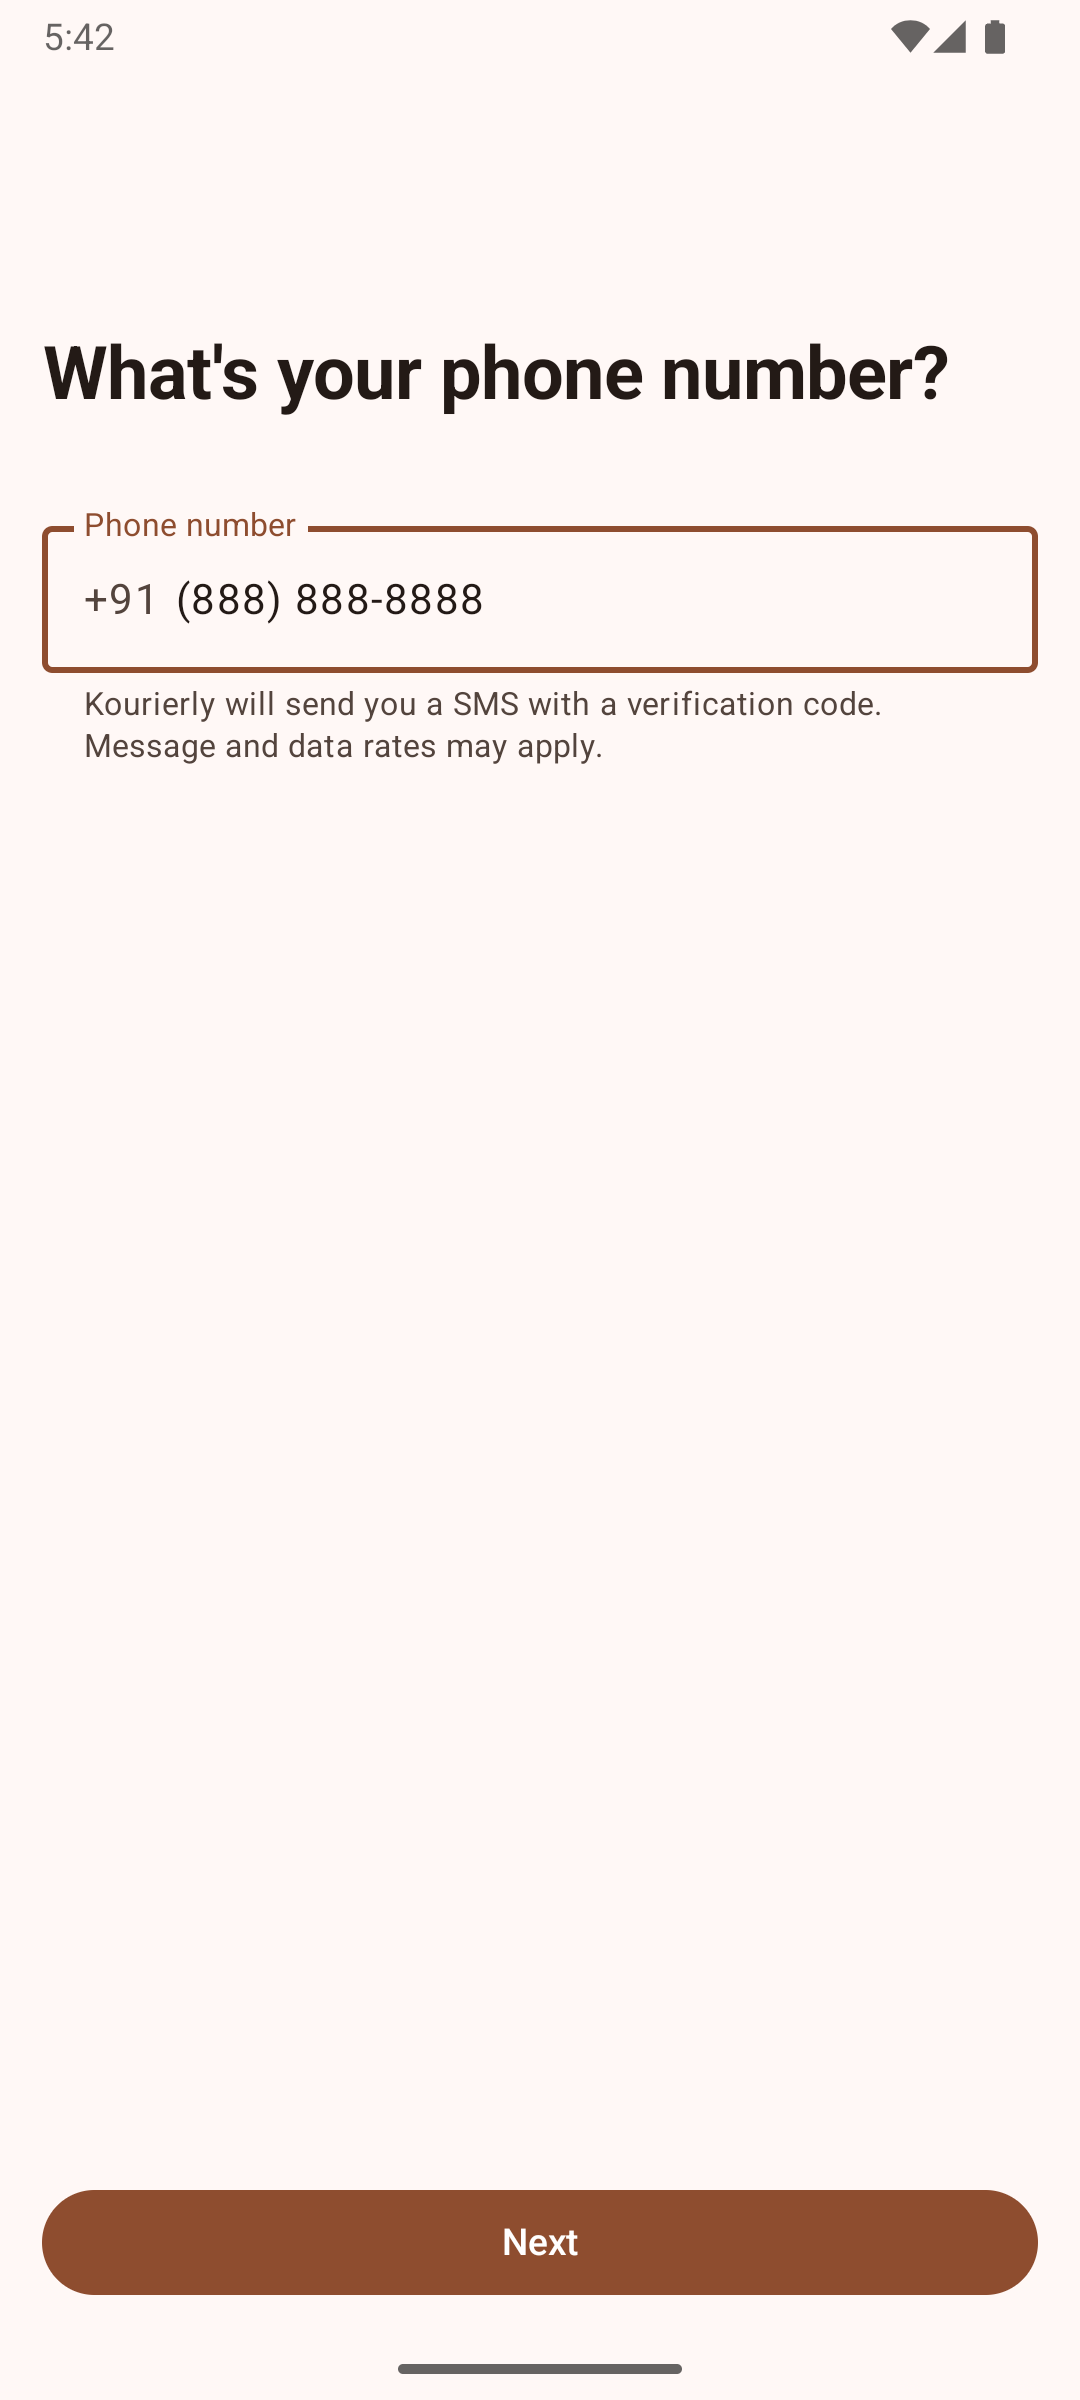 5:42
What's your phone number?
Phone number
+91 (888) 888-8888
Kourierly will send you a SMS with a verification code.
Message and data rates may apply.
Next